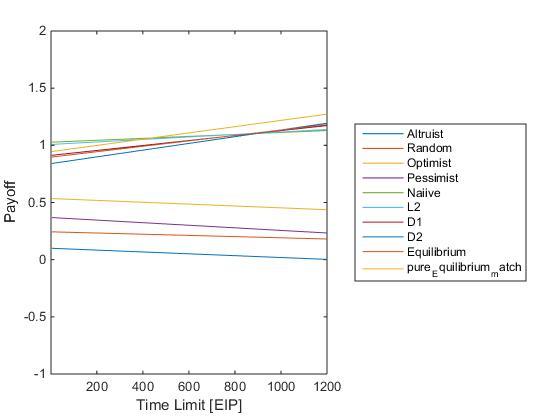 2
1.5
1
0.5
0
-0.5
-1
Payoff
200
400
600
800
1000
1200
Time Limit [EIP]
Altruist
Random
Optimist
Pessimist
Naiive
L2
D1
D2
Equilibrium
pure_Equilibrium_match